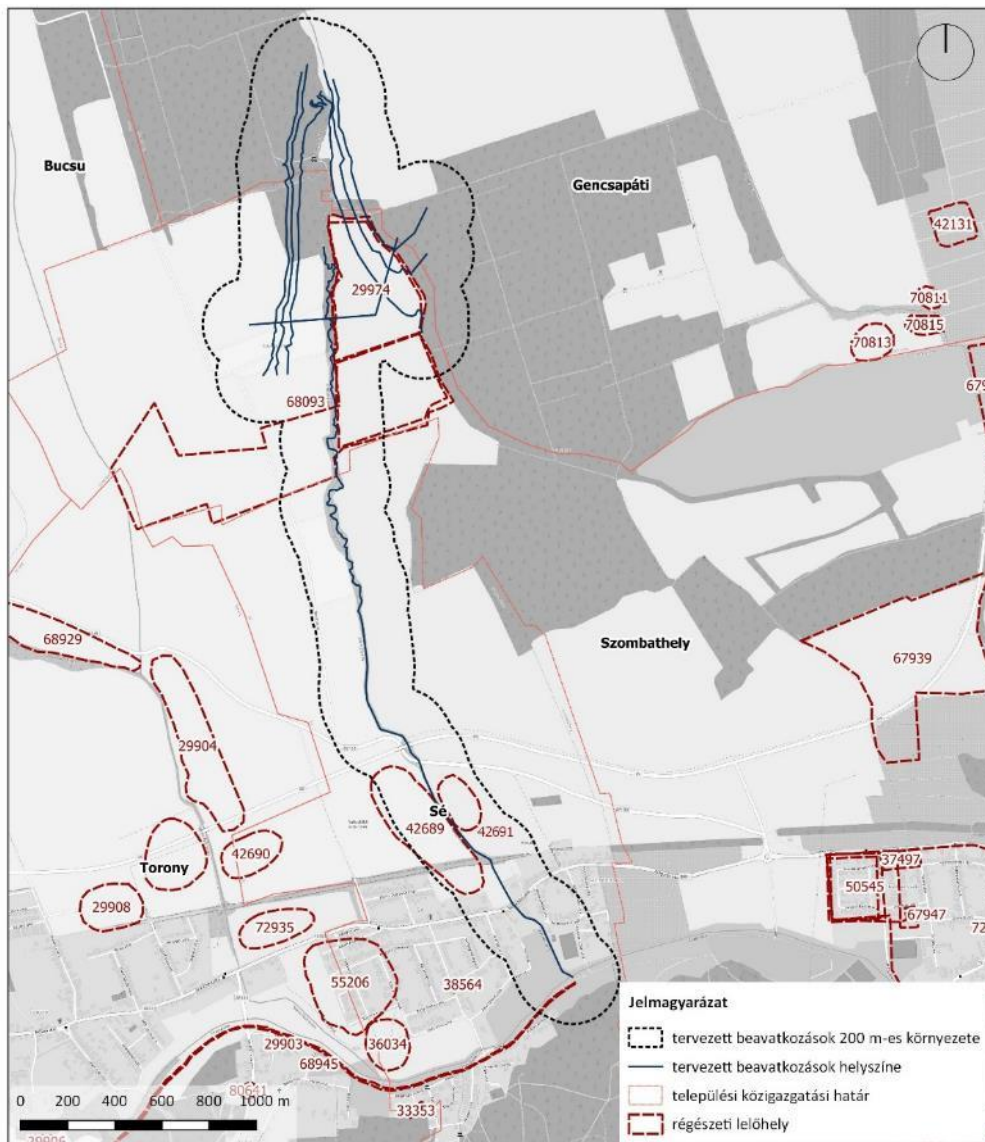 Bucsu
Gencsapáti
42131
29974
70811
70815
70813
68093
Szombathely
68929
67939
29904
Sé
42689
42691
42690
Torony
37497
50545
29908
67947
72935
55206
38564
29903
36034
68945
80641
33353
Jelmagyarázat
tervezett beavatkozások 200 m-es környezete
tervezett beavatkozások helyszíne
települési közigazgatási határ
régészeti lelőhely
0 200 400 600 800 1000 m